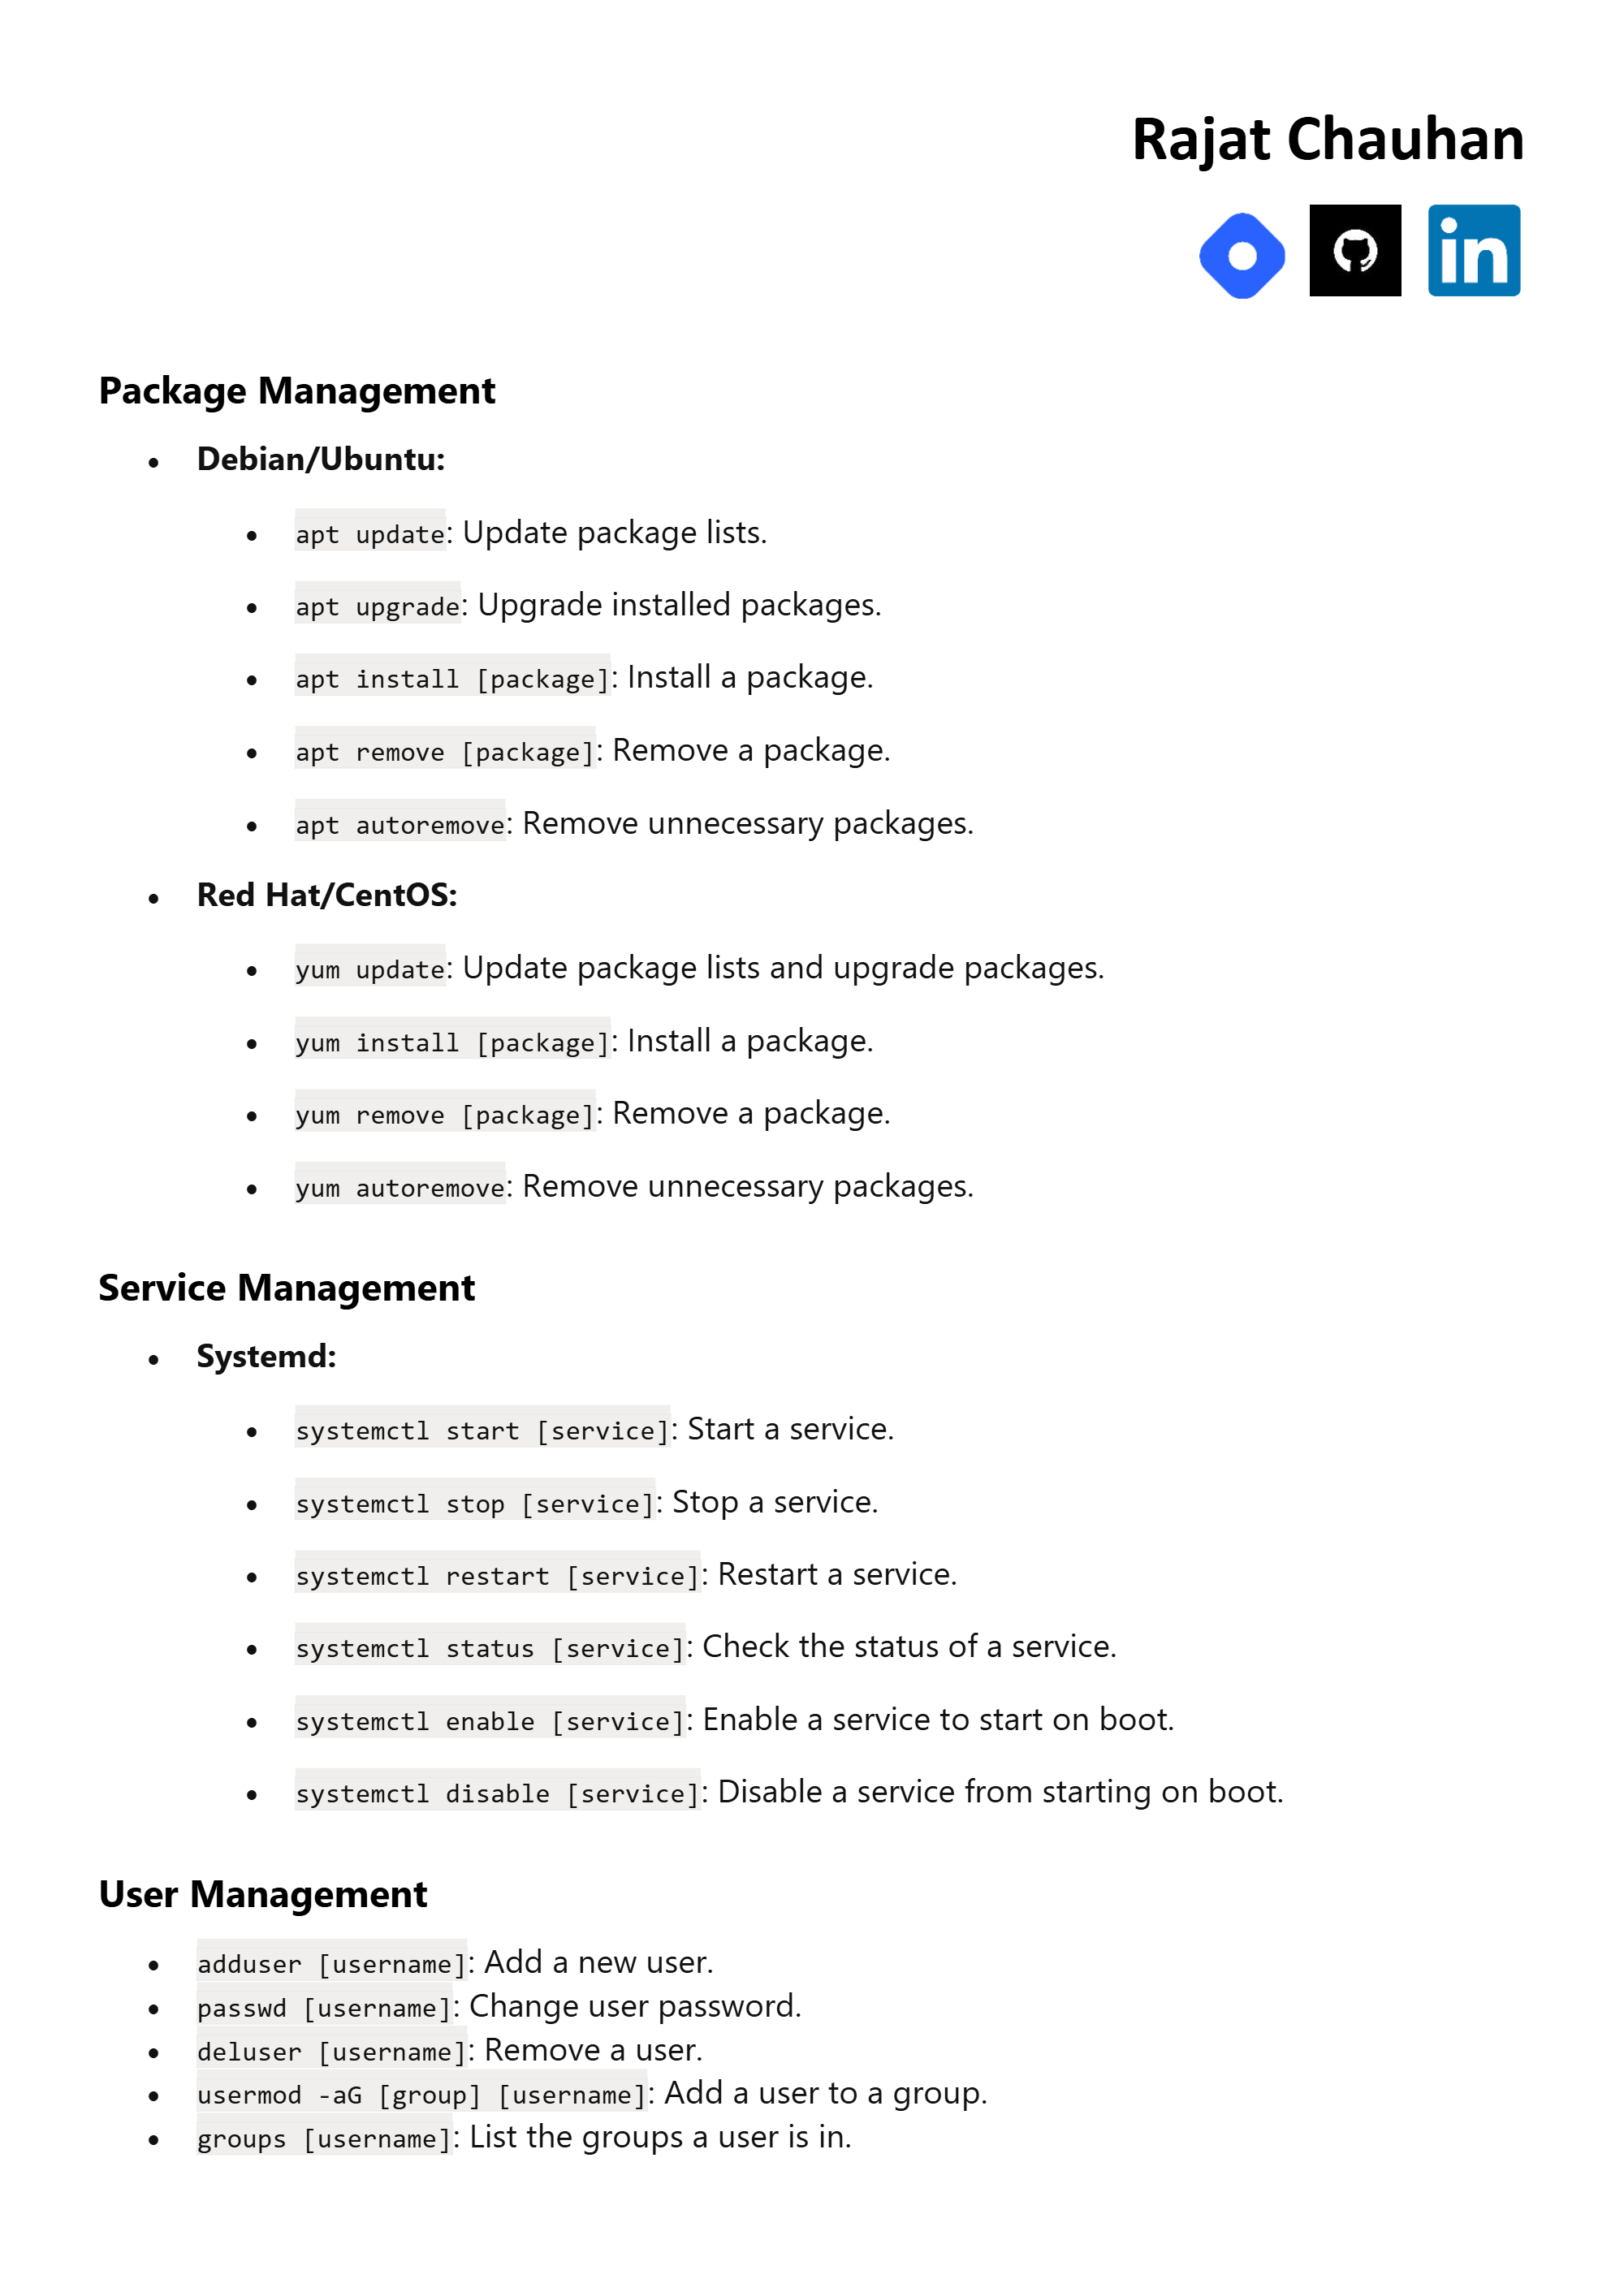 Rajat Chauhan
in
Package Management
• Debian/Ubuntu:
• apt update: Update package lists.
• apt upgrade: Upgrade installed packages.
• apt install [package]: Install a package.
• apt remove [package]: Remove a package.
• apt autoremove: Remove unnecessary packages.
• Red Hat/CentOS:
• yum update: Update package lists and upgrade packages.
• yum install [package]: Install a package.
• yum remove [package]: Remove a package.
• yum autoremove: Remove unnecessary packages.
Service Management
• Systemd:
• systemctl start [service]: Start a service.
• systemctl stop [service]: Stop a service.
• systemctl restart [service]: Restart a service.
• systemctl status [service]: Check the status of a service.
• systemctl enable [service]: Enable a service to start on boot.
• systemctl disable [service]: Disable a service from starting on boot.
User Management
• adduser [username]: Add a new user.
• passwd [username]: Change user password.
• deluser [username]: Remove a user.
• usermod -aG [group] [username]: Add a user to a group.
• groups [username]: List the groups a user is in.